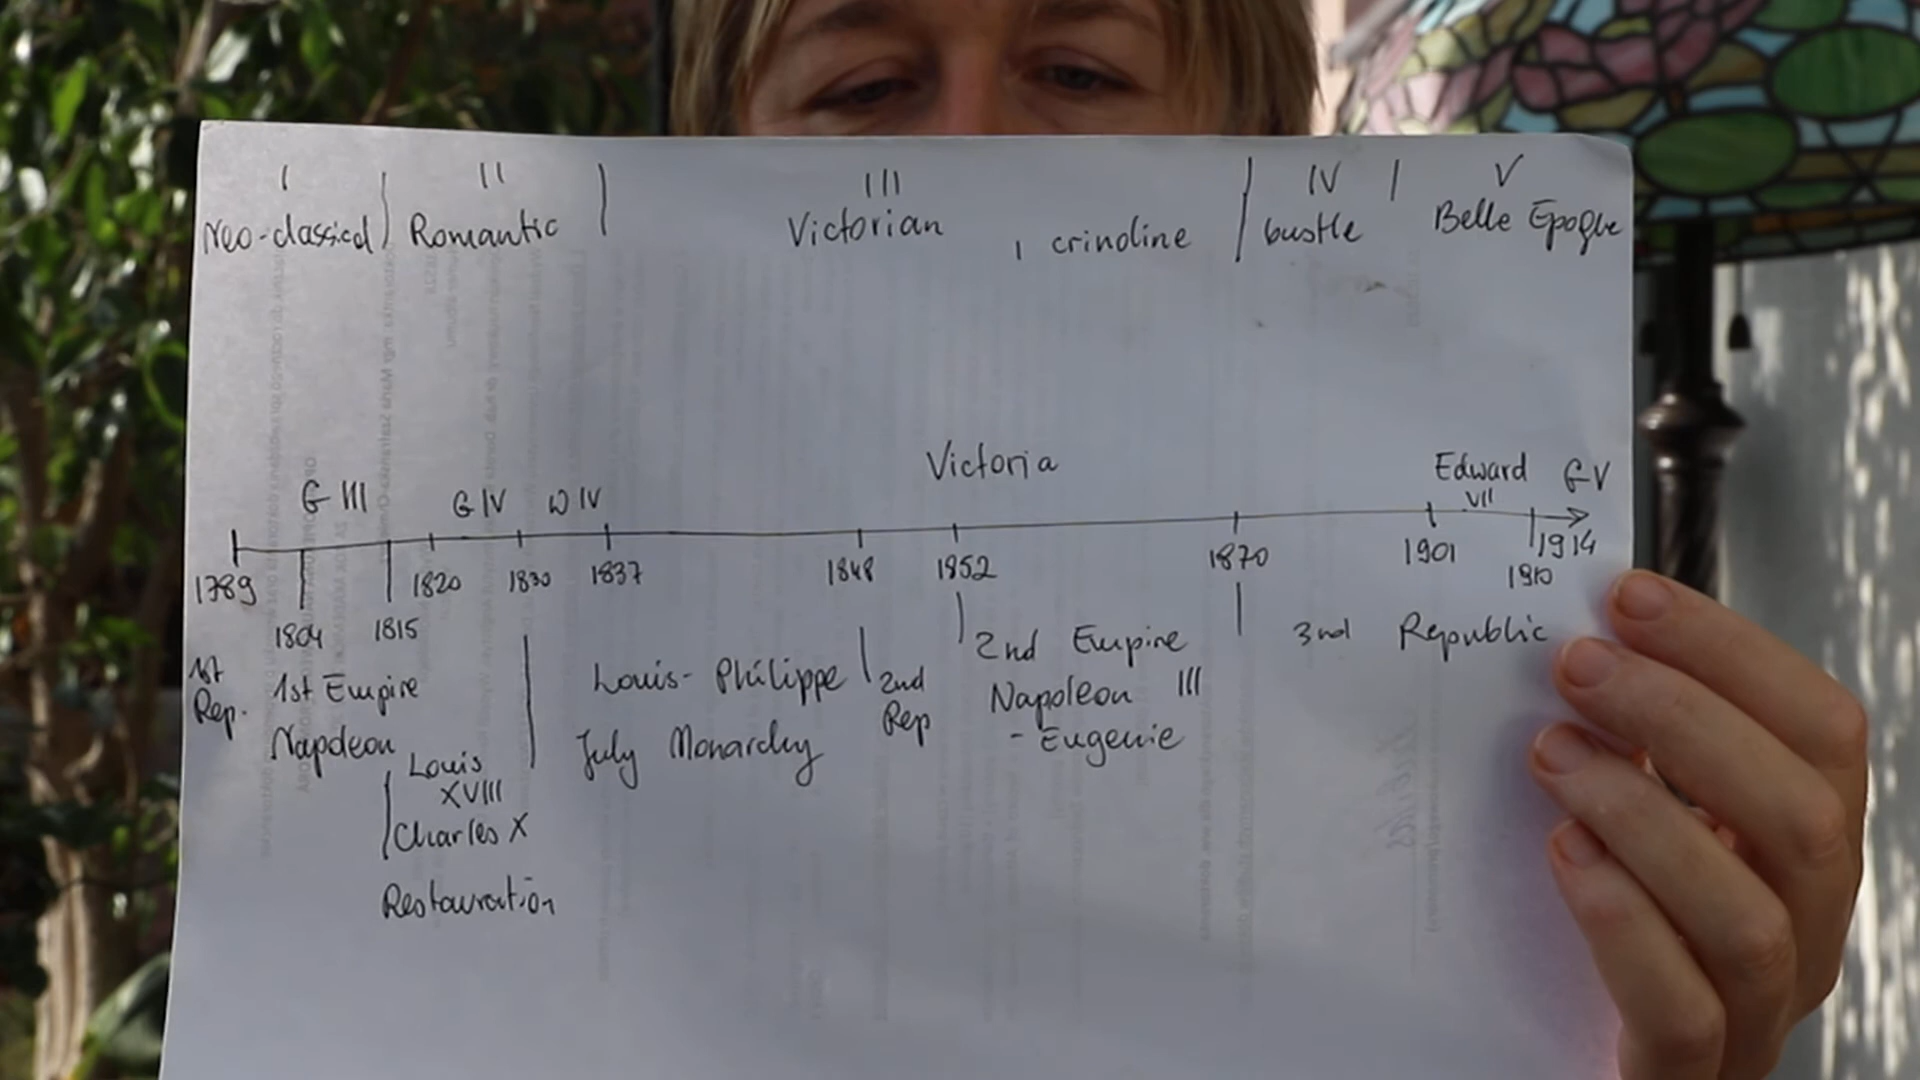 I II III IV V
Neo-classical Romantic Victorian crinoline bustle Belle Epoqbe
Victoria Edward VII G V
G III G IV W IV
1789 1804 1815 1820 1830 1837 1848 1852 1870 1901 1910 1914
1st Rep.
1st Empire
Napoleon
Louis XVIII
Charles X
Restauration
Louis-Philippe
July Monarchy
2nd Rep
2nd Empire
Napoleon III
- Eugenie
3nd Republic